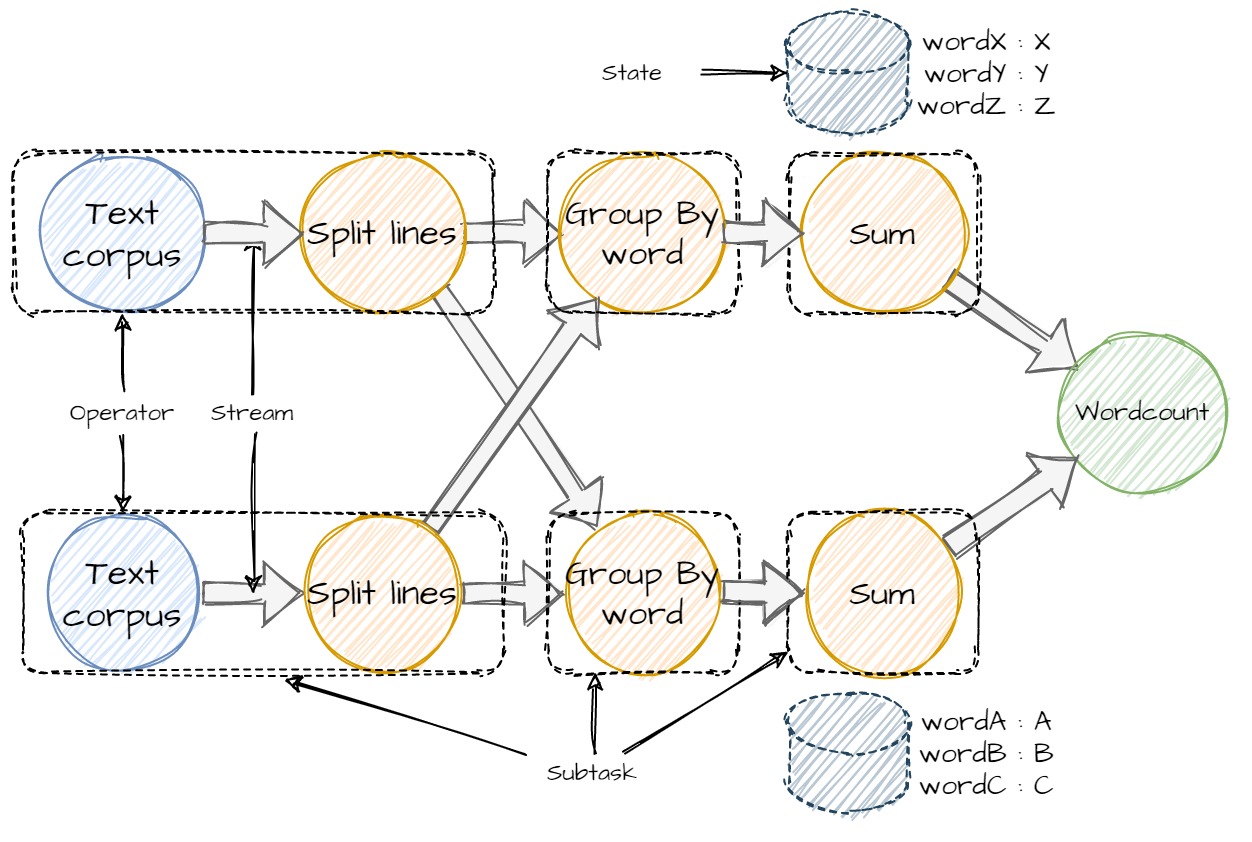 State
wordX : X
wordY : Y
wordZ : Z
Text
corpus
Split lines
Group By
word
Sum
Operator
Stream
Wordcount
Text
corpus
Split lines
Group By
word
Sum
Subtask
wordA : A
wordB : B
wordC : C